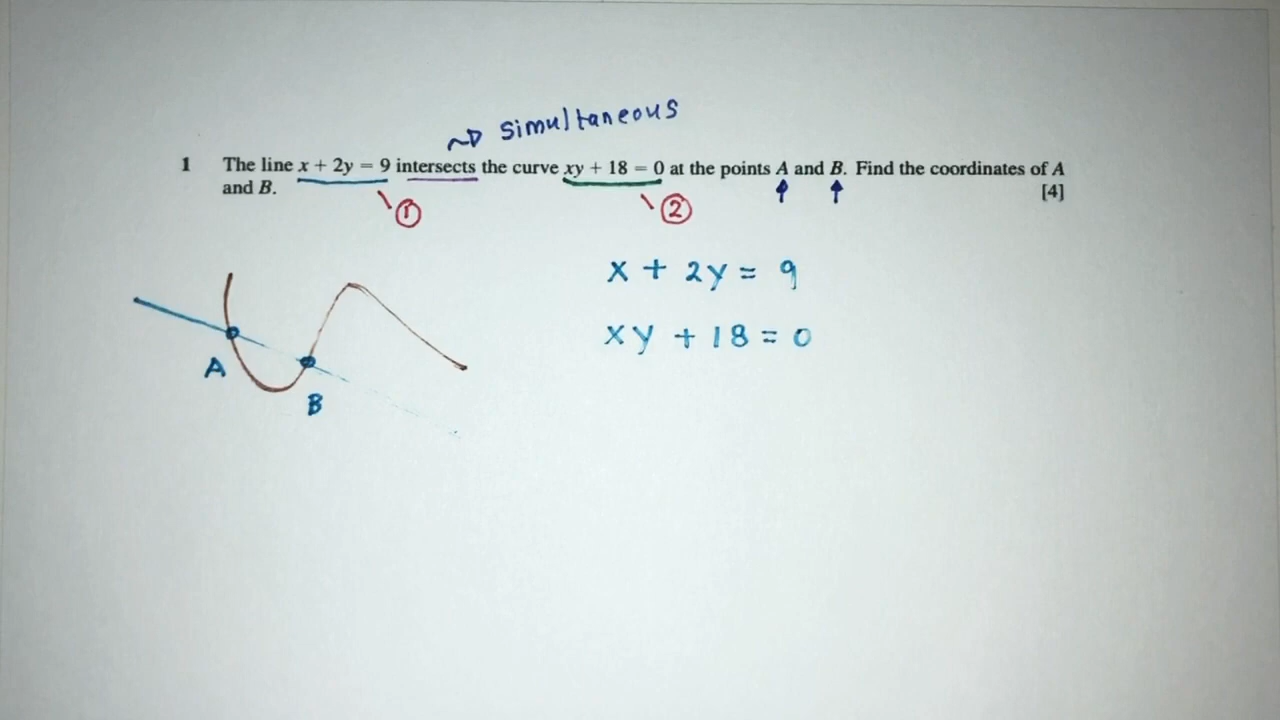 simultaneous
1 The line x + 2y = 9 intersects the curve xy + 18 = 0 at the points A and B. Find the coordinates of A
and B. [4]
① ②
x + 2y = 9
xy + 18 = 0
A
B